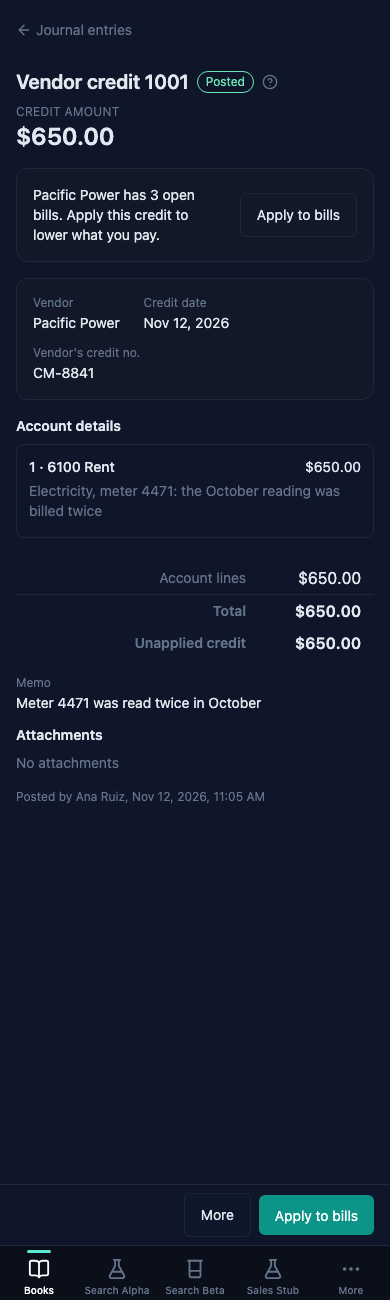 Journal entries
Vendor credit 1001 Posted
CREDIT AMOUNT
$650.00
Pacific Power has 3 open
bills. Apply this credit to
lower what you pay.
Apply to bills
Vendor Credit date
Pacific Power Nov 12, 2026
Vendor's credit no.
CM-8841
Account details
1 · 6100 Rent $650.00
Electricity, meter 4471: the October reading was
billed twice
Account lines $650.00
Total $650.00
Unapplied credit $650.00
Memo
Meter 4471 was read twice in October
Attachments
No attachments
Posted by Ana Ruiz, Nov 12, 2026, 11:05 AM
More Apply to bills
Books Search Alpha Search Beta Sales Stub More